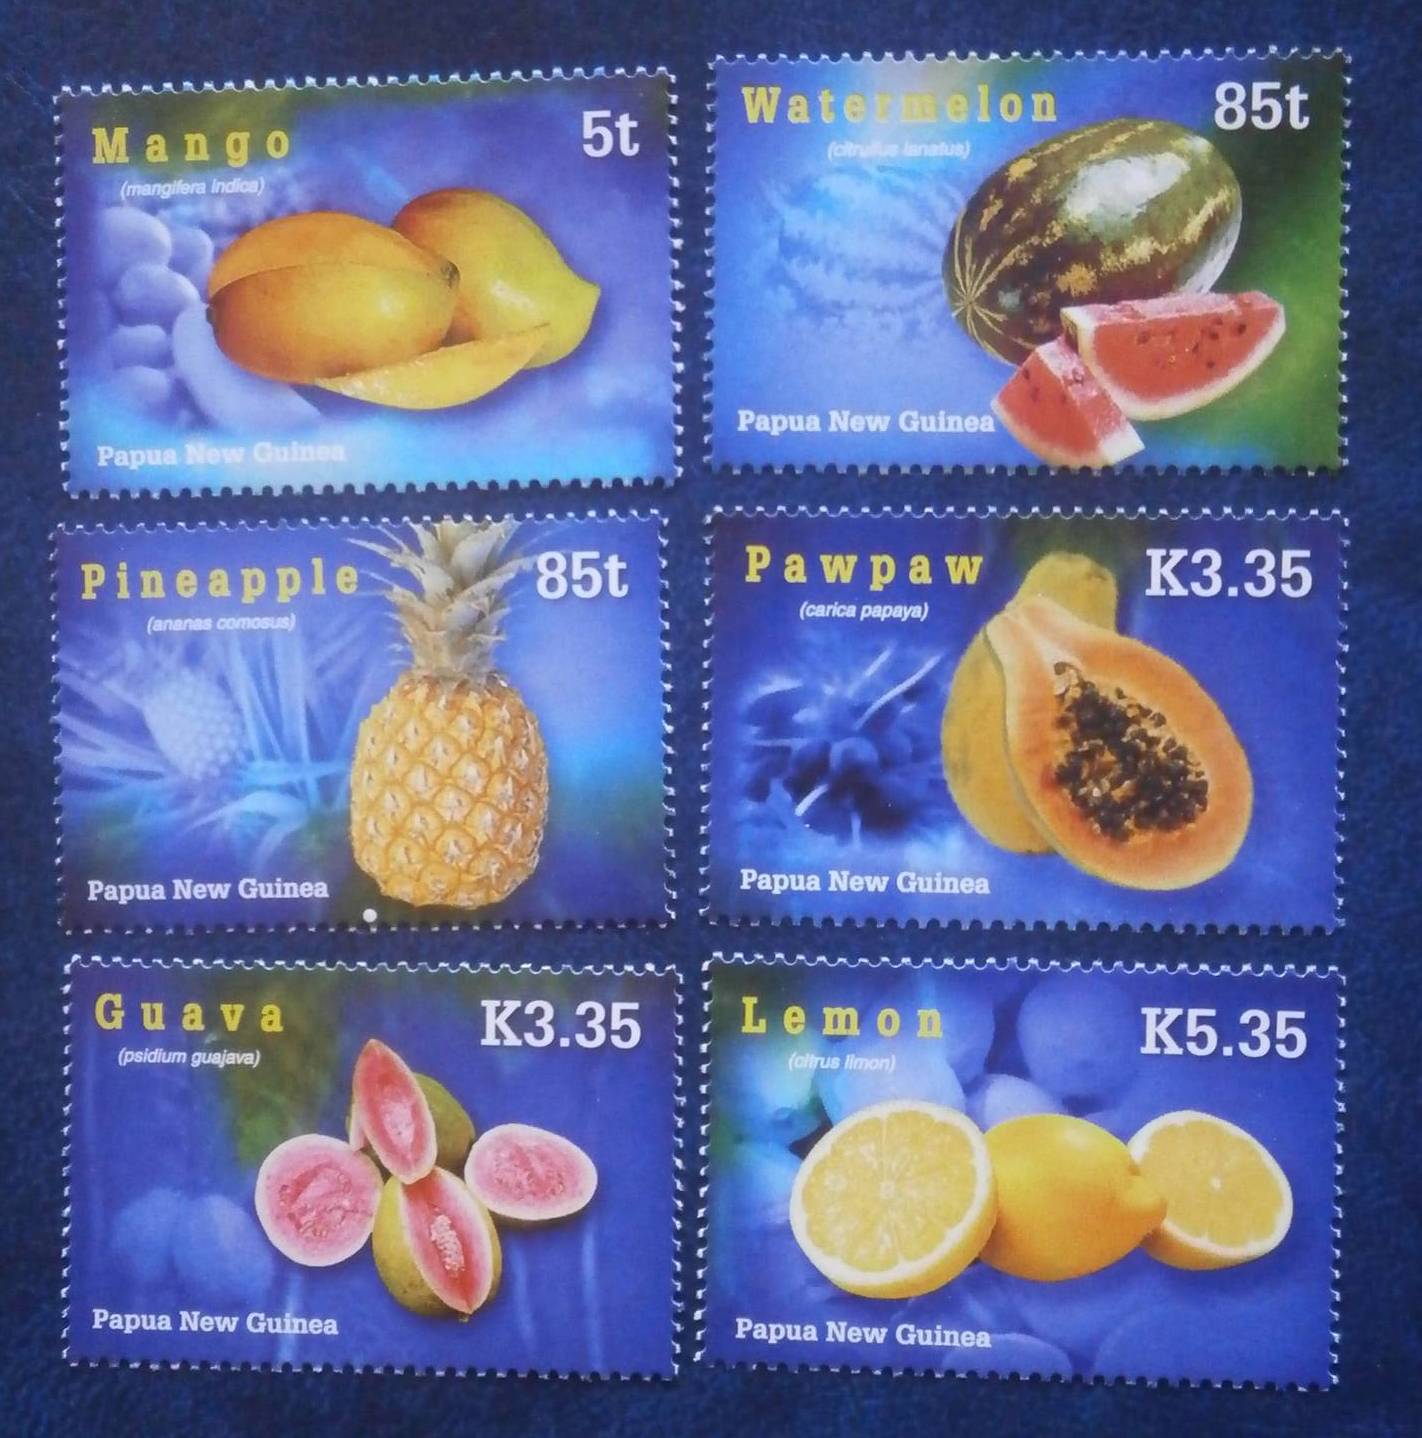 Mango
5t
(mangifera indica)
Papua New Guinea
Watermelon
85t
(citrullus lanatus)
Papua New Guinea
Pineapple
85t
(ananas comosus)
Papua New Guinea
Pawpaw
K3.35
(carica papaya)
Papua New Guinea
Guava
K3.35
(psidium guajava)
Papua New Guinea
Lemon
K5.35
(citrus limon)
Papua New Guinea